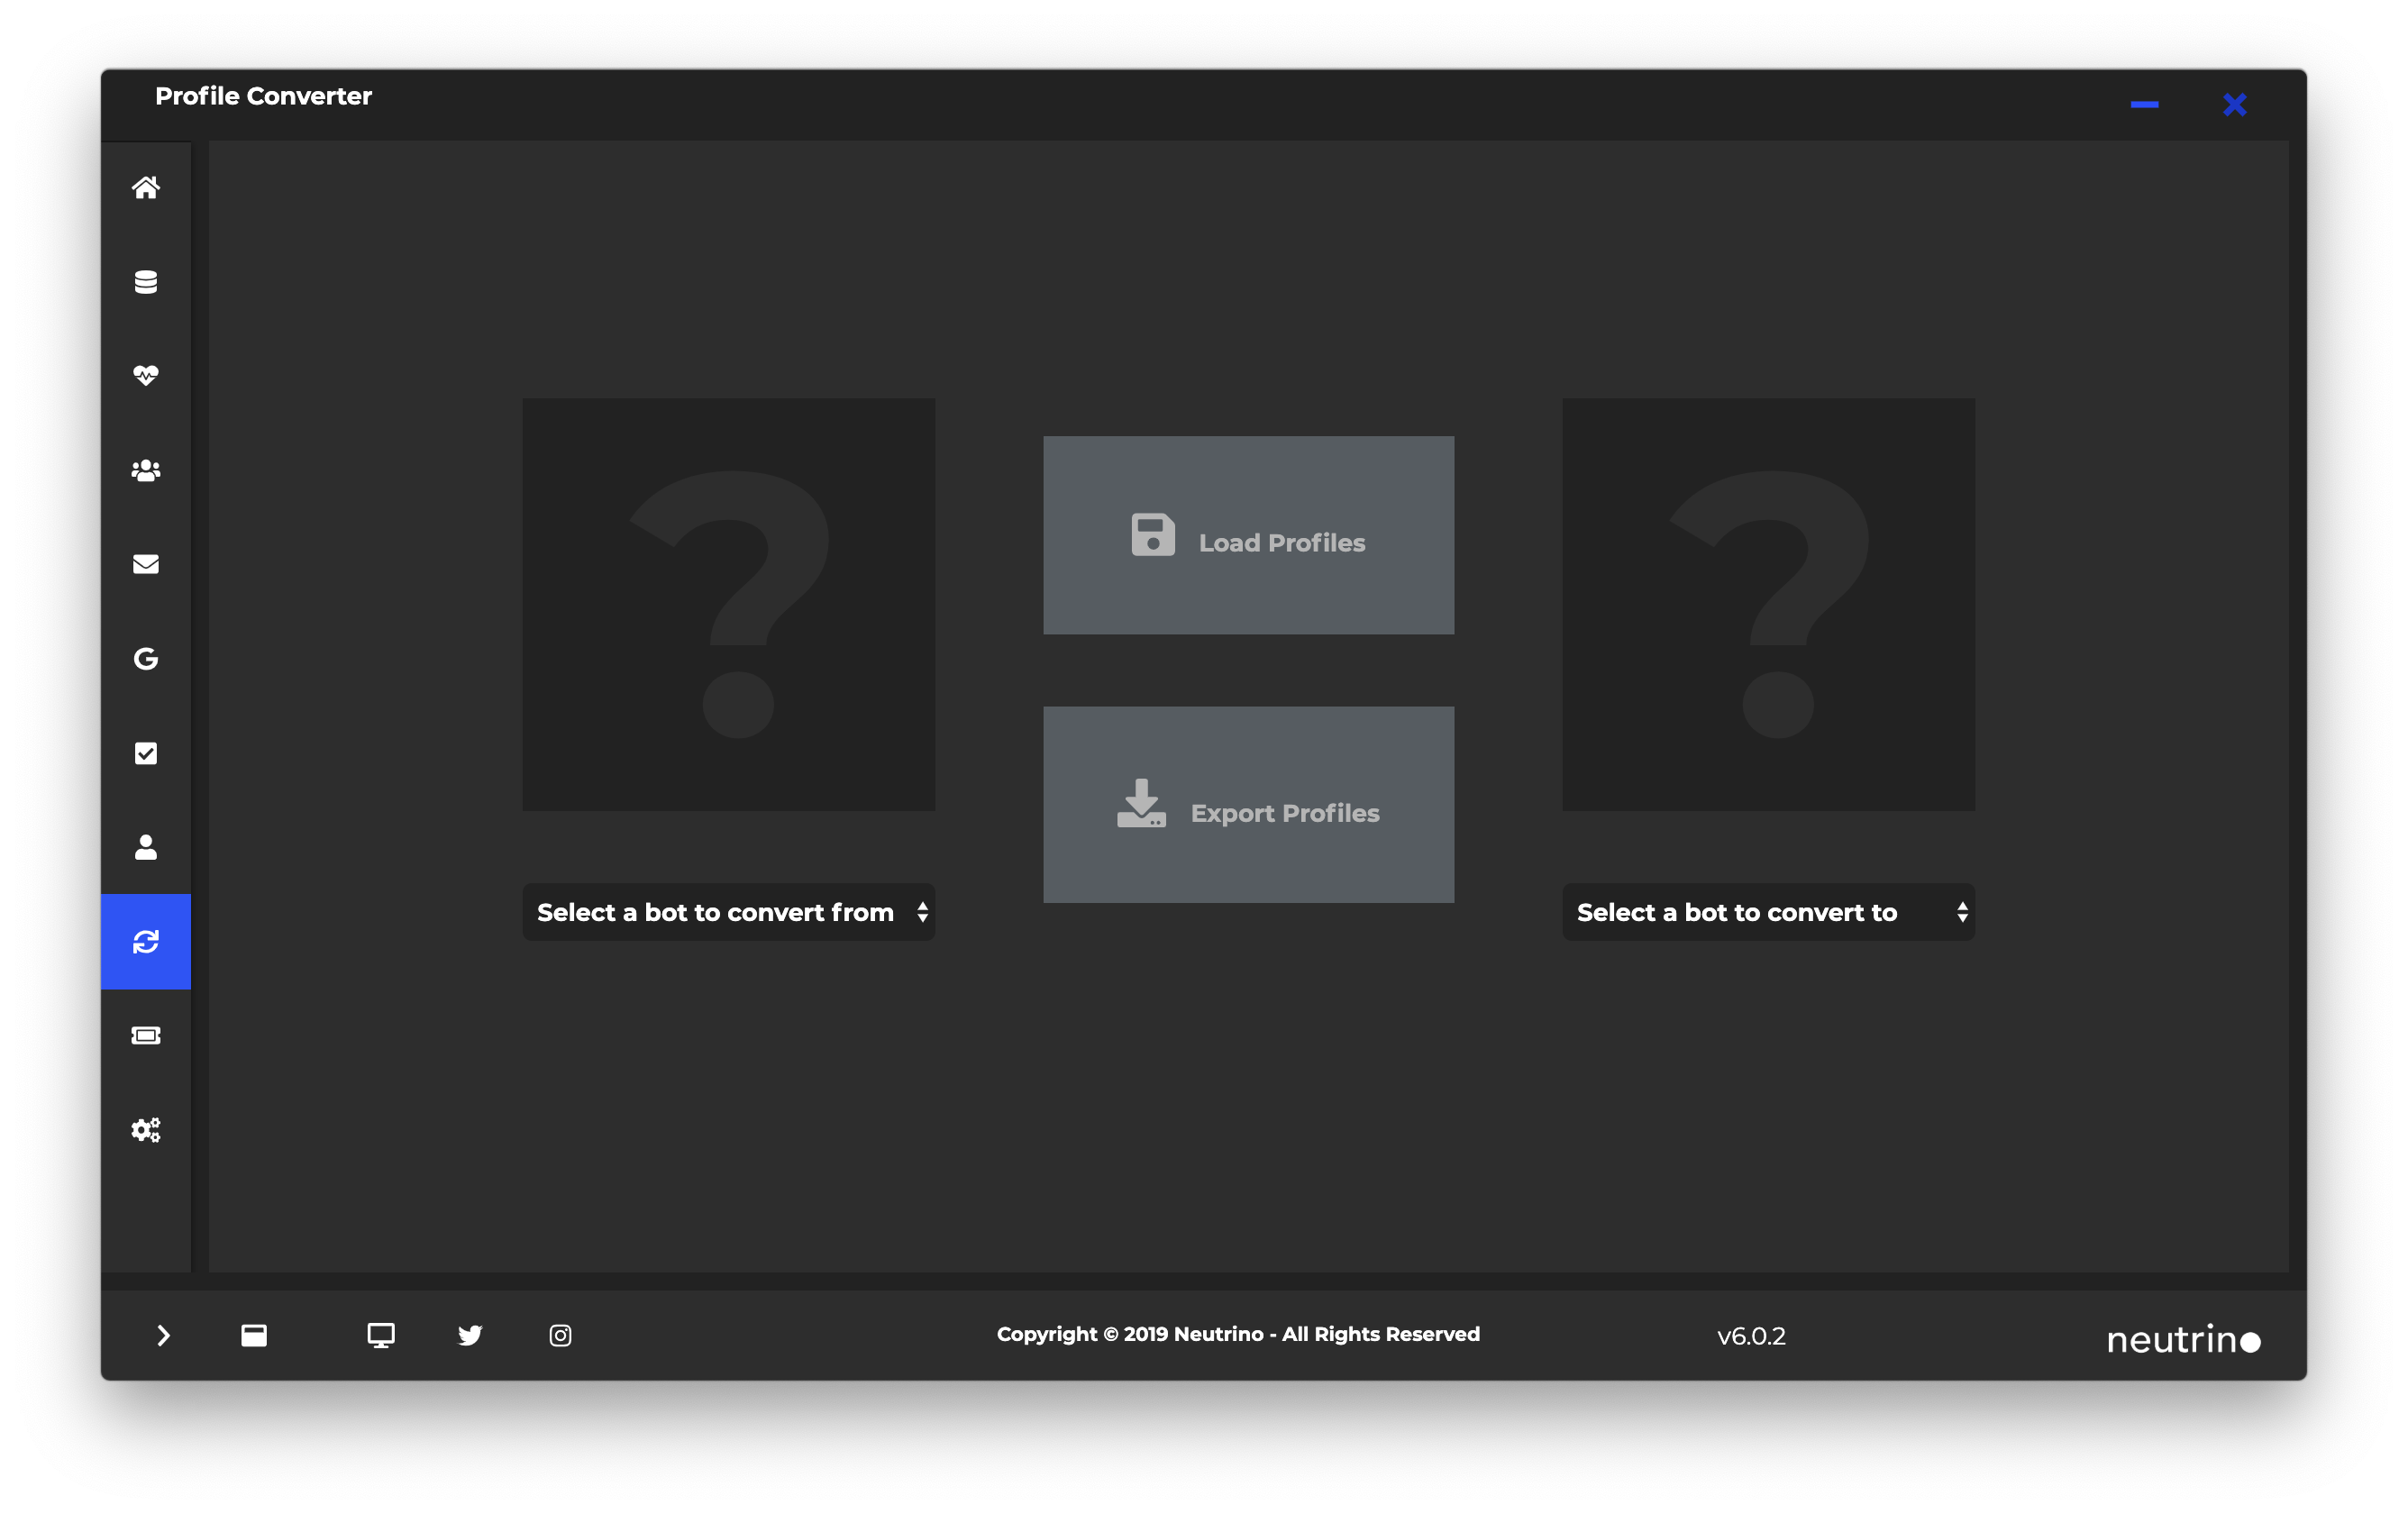 Profile Converter
Load Profiles
Export Profiles
Select a bot to convert from
Select a bot to convert to
Copyright © 2019 Neutrino - All Rights Reserved
v6.0.2
neutrino